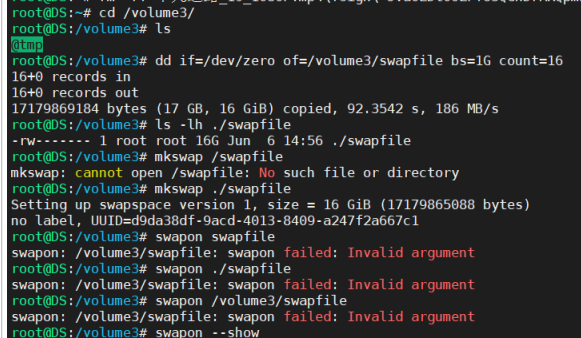 root@DS:~# cd /volume3/
root@DS:/volume3# ls
@tmp
root@DS:/volume3# dd if=/dev/zero of=/volume3/swapfile bs=1G count=16
16+0 records in
16+0 records out
17179869184 bytes (17 GB, 16 GiB) copied, 92.3542 s, 186 MB/s
root@DS:/volume3# ls -lh ./swapfile
-rw------- 1 root root 16G Jun  6 14:56 ./swapfile
root@DS:/volume3# mkswap /swapfile
mkswap: cannot open /swapfile: No such file or directory
root@DS:/volume3# mkswap ./swapfile
Setting up swapspace version 1, size = 16 GiB (17179865088 bytes)
no label, UUID=d9da38df-9acd-4013-8409-a247f2a667c1
root@DS:/volume3# swapon swapfile
swapon: /volume3/swapfile: swapon failed: Invalid argument
root@DS:/volume3# swapon ./swapfile
swapon: /volume3/swapfile: swapon failed: Invalid argument
root@DS:/volume3# swapon /volume3/swapfile
swapon: /volume3/swapfile: swapon failed: Invalid argument
root@DS:/volume3# swapon --show